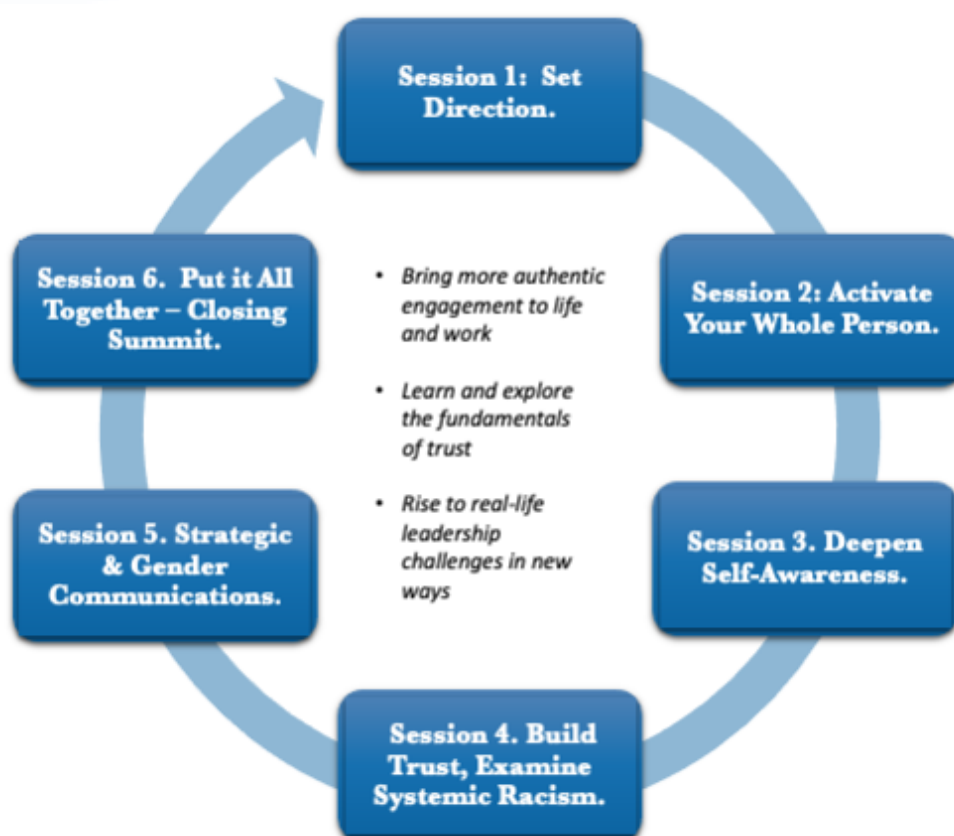 Session 1:  Set
Direction.
Session 2: Activate
Your Whole Person.
Session 3. Deepen
Self-Awareness.
Session 4. Build
Trust, Examine
Systemic Racism.
Session 5. Strategic
& Gender
Communications.
Session 6.  Put it All
Together – Closing
Summit.
• Bring more authentic
engagement to life
and work
• Learn and explore
the fundamentals
of trust
• Rise to real-life
leadership
challenges in new
ways